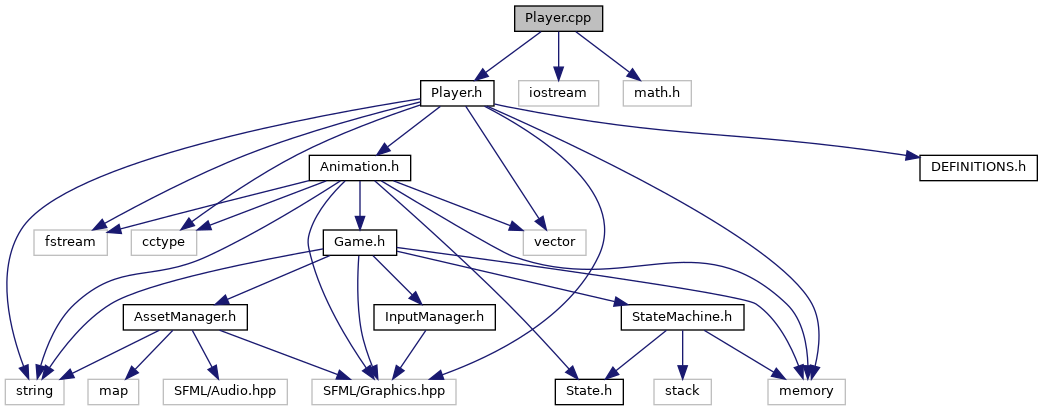 Player.cpp
Player.h
iostream
math.h
Animation.h
DEFINITIONS.h
fstream
cctype
Game.h
vector
AssetManager.h
InputManager.h
StateMachine.h
string
map
SFML/Audio.hpp
SFML/Graphics.hpp
State.h
stack
memory